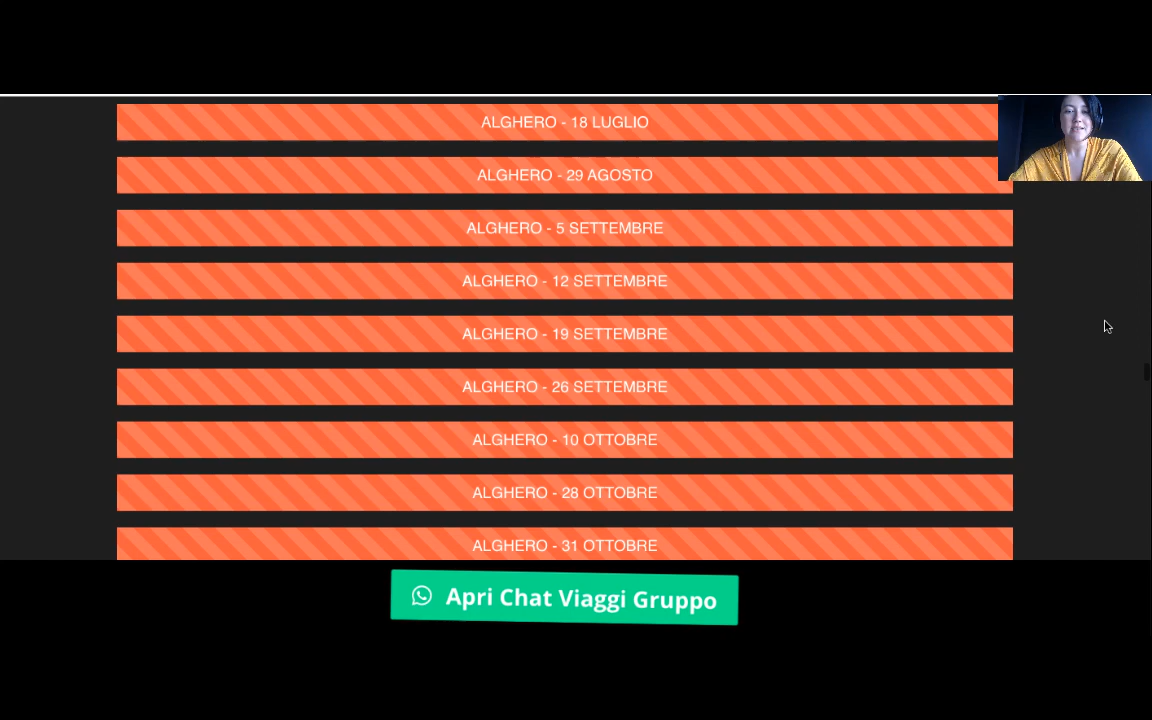 ALGHERO - 18 LUGLIO
ALGHERO - 29 AGOSTO
ALGHERO - 5 SETTEMBRE
ALGHERO - 12 SETTEMBRE
ALGHERO - 19 SETTEMBRE
ALGHERO - 26 SETTEMBRE
ALGHERO - 10 OTTOBRE
ALGHERO - 28 OTTOBRE
ALGHERO - 31 OTTOBRE
Apri Chat Viaggi Gruppo